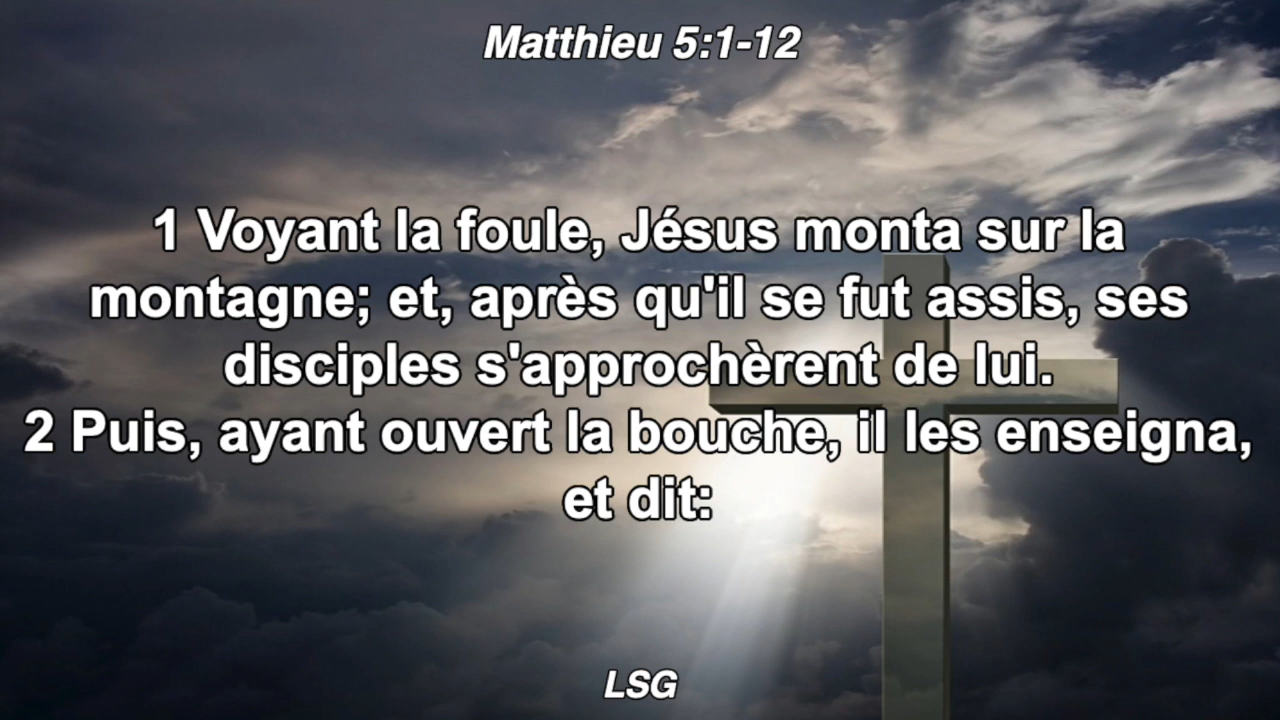 Matthieu 5:1-12
1 Voyant la foule, Jésus monta sur la
montagne; et, après qu'il se fut assis, ses
disciples s'approchèrent de lui.
2 Puis, ayant ouvert la bouche, il les enseigna,
et dit:
LSG